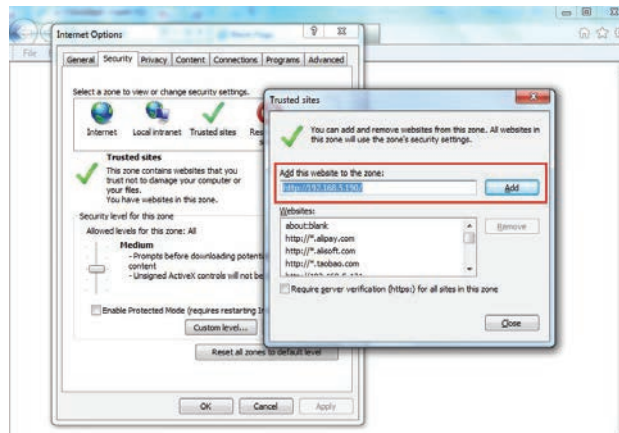 File
Internet Options
General Security Privacy Content Connections Programs Advanced
Select a zone to view or change security settings.
Internet Local intranet Trusted sites
Trusted sites
This zone contains websites that you
trust not to damage your computer or
your files.
You have websites in this zone.
Security level for this zone
Allowed levels for this zone: All
Medium
- Prompts before downloading
content
- Unsigned ActiveX controls will not be
Enable Protected Mode (requires restarting
Custom level...
Reset all zones to default level
OK Cancel Apply
Trusted sites
You can add and remove websites from this zone. All websites in
this zone will use the zone's security settings.
Add this website to the zone:
http://192.168.5.190/ Add
Websites:
about:blank Remove
http://*.alipay.com
http://*.alisoft.com
http://*.taobao.com
Require server verification (https:) for all sites in this zone
Close